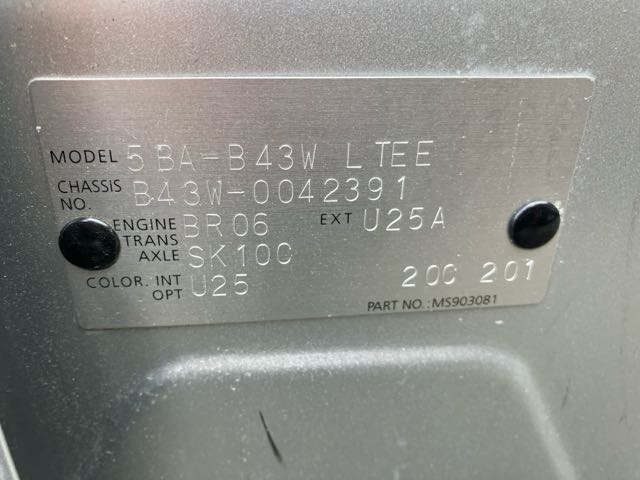 MODEL 5BA-B43W LTEE
CHASSIS NO. B43W-0042391
ENGINE BR06 EXT U25A
TRANS AXLE SK10C
COLOR. INT OPT U25 20C 201
PART NO.:MS903081